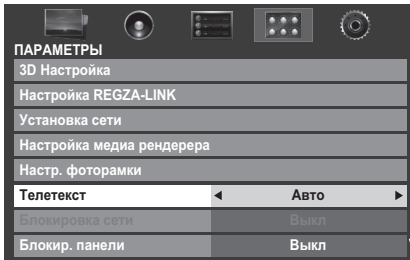 ПАРАМЕТРЫ
3D Настройка
Настройка REGZA-LINK
Установка сети
Настройка медиа рендерера
Настр. фоторамки
Телетекст Авто
Блокировка сети Выкл
Блокир. панели Выкл